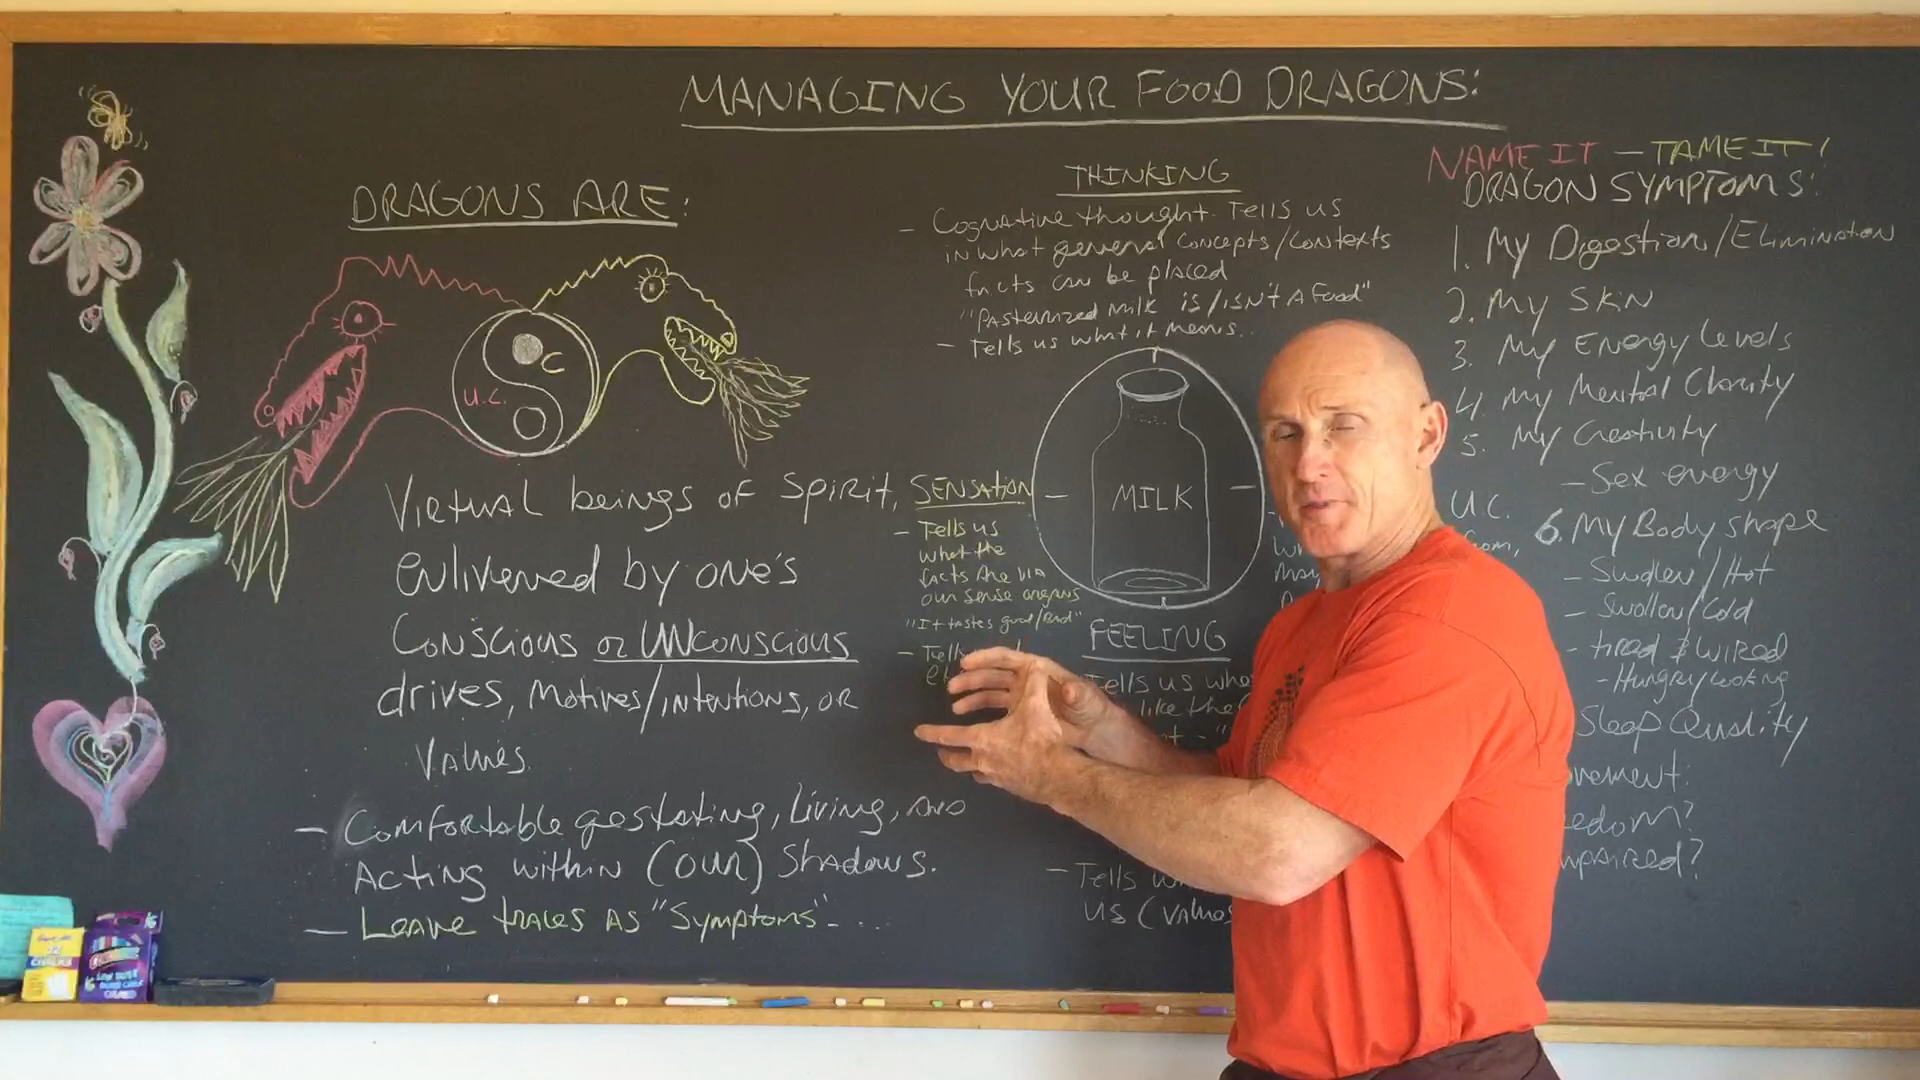 MANAGING YOUR FOOD DRAGONS:
DRAGONS ARE:
C
U.C.
Virtual beings of Spirit,
enlivened by one's
Conscious or UNconscious
drives, Motives/intentions, or
Values.
– Comfortable gestating, Living, AND
Acting within (our) Shadows.
– Leave traces as "Symptoms" - ...
THINKING
– Cognative thought. Tells us
in what general concepts/contexts
facts can be placed
"Pasteurized Milk is/isn't A Food"
– Tells us what it means..
SENSATION
– Tells us
what the
facts are via
our sense organs
"It tastes good/Bad"
– Tells
MILK
FEELING
Tells us
like the
– Tells
us (Values
NAME IT – TAME IT!
DRAGON SYMPTOMS:
1. My Digestion/Elimination
2. My Skin
3. My Energy Levels
4. My Mental Clarity
5. My Creativity
– Sex energy
U.C.
6. My Body Shape
– Swollen/Hot
– Swollen/Cold
– tired & wired
– Hungry looking
Sleep Quality
vement:
edom?
mpaired?